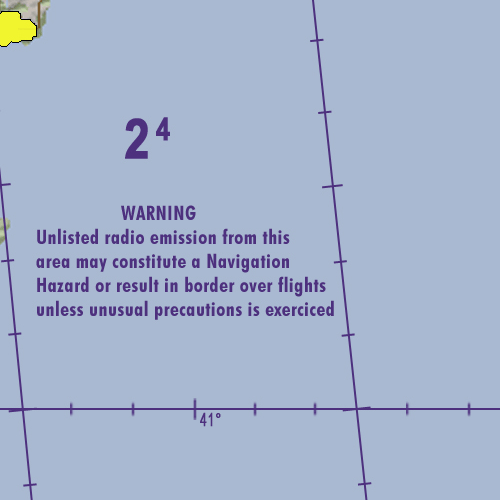 2⁴
WARNING
Unlisted radio emission from this
area may constitute a Navigation
Hazard or result in border over flights
unless unusual precautions is exerciced
41°